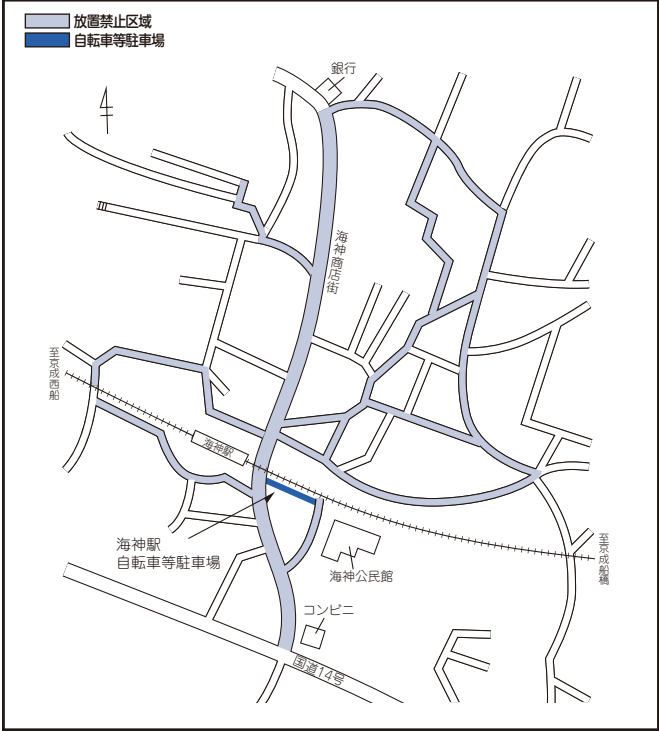 放置禁止区域
自転車等駐車場
銀行
海神商店街
至京成西船
海神駅
海神駅
自転車等駐車場
海神公民館
至京成船橋
コンビニ
国道14号